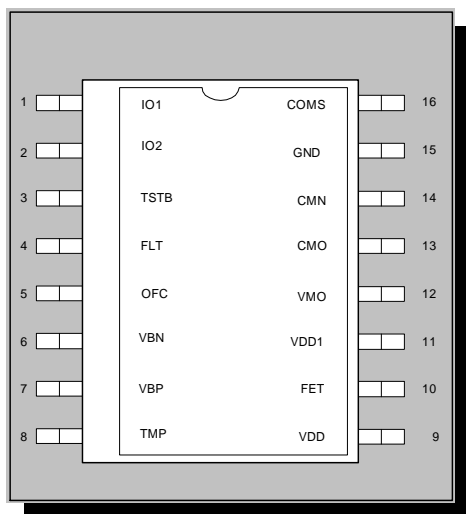 1 IO1 COMS 16
2 IO2 GND 15
3 TSTB CMN 14
4 FLT CMO 13
5 OFC VMO 12
6 VBN VDD1 11
7 VBP FET 10
8 TMP VDD 9